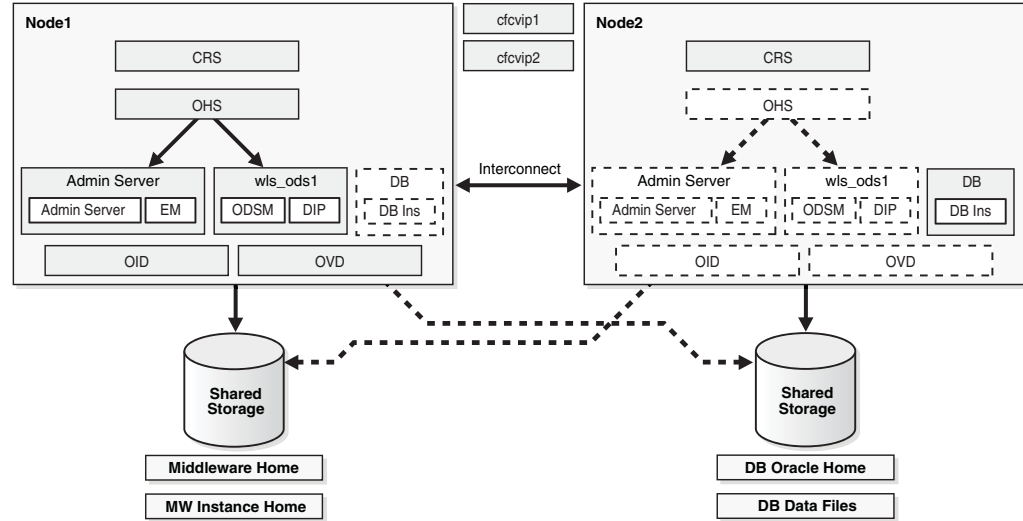 Node1
CRS
OHS
Admin Server
Admin Server
EM
wls_ods1
ODSM
DIP
DB
DB Ins
OID
OVD
cfcvip1
cfcvip2
Interconnect
Node2
CRS
OHS
Admin Server
Admin Server
EM
wls_ods1
ODSM
DIP
DB
DB Ins
OID
OVD
Shared
Storage
Middleware Home
MW Instance Home
Shared
Storage
DB Oracle Home
DB Data Files